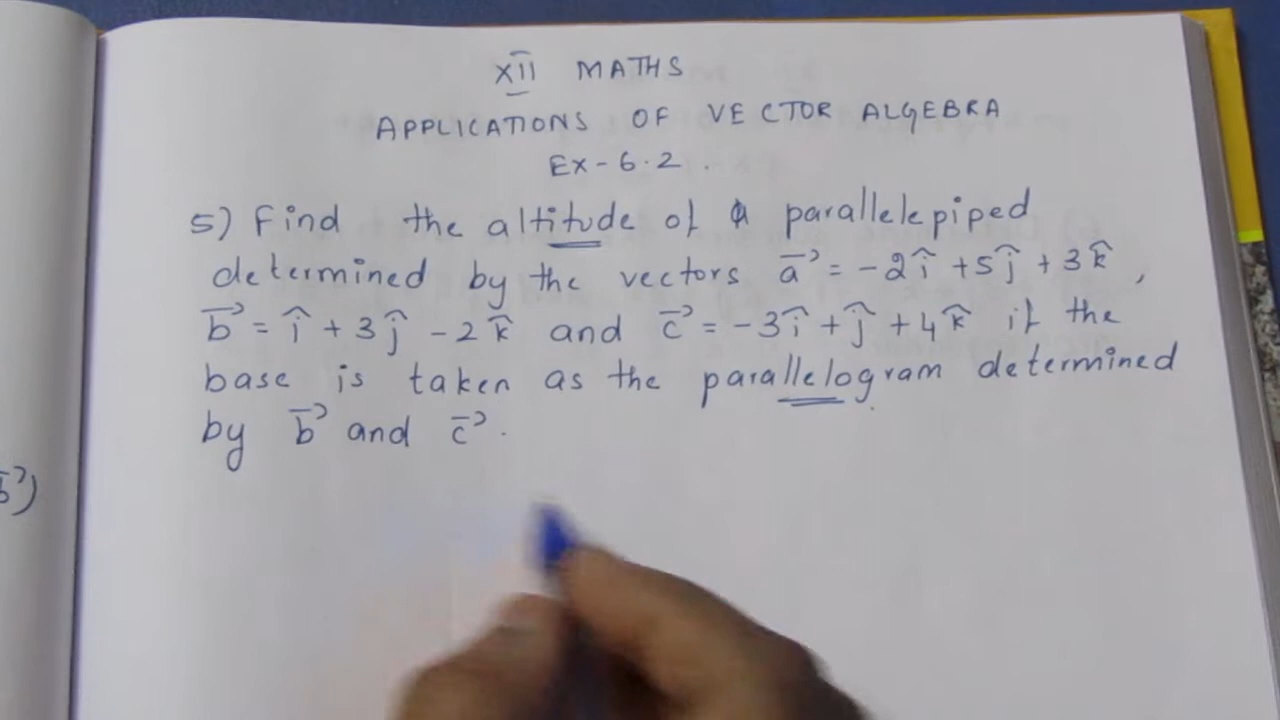 XII MATHS
APPLICATIONS OF VECTOR ALGEBRA
EX-6.2.
5) Find the altitude of a parallelepiped
determined by the vectors a⃗ = -2î + 5ĵ + 3k̂,
b⃗ = î + 3ĵ - 2k̂ and c⃗ = -3î + ĵ + 4k̂ if the
base is taken as the parallelogram determined
by b⃗ and c⃗.
b⃗)